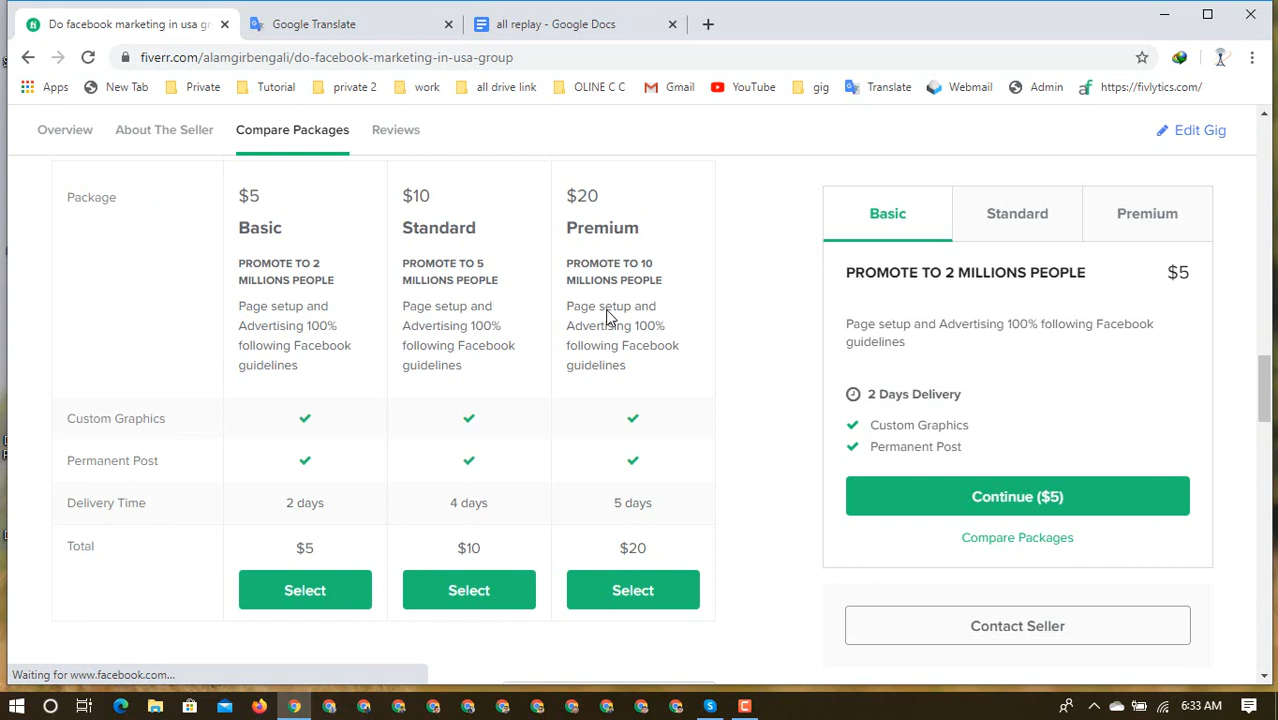 Do facebook marketing in usa gr
Google Translate
all replay - Google Docs
fiverr.com/alamgirbengali/do-facebook-marketing-in-usa-group
Apps
New Tab
Private
Tutorial
private 2
work
all drive link
OLINE C C
Gmail
YouTube
gig
Translate
Webmail
Admin
https://fivlytics.com/
Overview
About The Seller
Compare Packages
Reviews
Edit Gig
Package
$5
Basic
PROMOTE TO 2
MILLIONS PEOPLE
Page setup and
Advertising 100%
following Facebook
guidelines
$10
Standard
PROMOTE TO 5
MILLIONS PEOPLE
Page setup and
Advertising 100%
following Facebook
guidelines
$20
Premium
PROMOTE TO 10
MILLIONS PEOPLE
Page setup and
Advertising 100%
following Facebook
guidelines
Custom Graphics
Permanent Post
Delivery Time
2 days
4 days
5 days
Total
$5
$10
$20
Select
Select
Select
Basic
Standard
Premium
PROMOTE TO 2 MILLIONS PEOPLE
$5
Page setup and Advertising 100% following Facebook
guidelines
2 Days Delivery
Custom Graphics
Permanent Post
Continue ($5)
Compare Packages
Contact Seller
Waiting for www.facebook.com...
6:33 AM